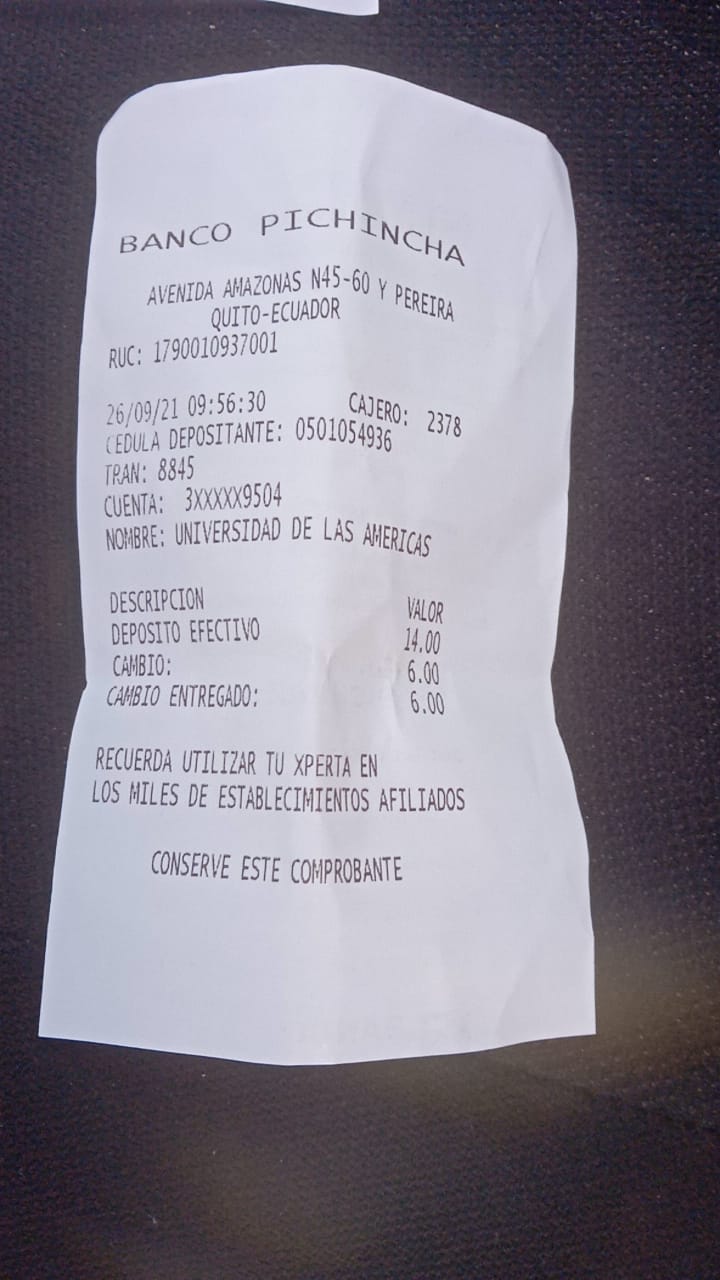 BANCO PICHINCHA
AVENIDA AMAZONAS N45-60 Y PEREIRA
QUITO-ECUADOR
RUC: 1790010937001
26/09/21 09:56:30 CAJERO: 2378
CEDULA DEPOSITANTE: 0501054936
TRAN: 8845
CUENTA: 3XXXXX9504
NOMBRE: UNIVERSIDAD DE LAS AMERICAS
DESCRIPCION VALOR
DEPOSITO EFECTIVO 14.00
CAMBIO: 6.00
CAMBIO ENTREGADO: 6.00
RECUERDA UTILIZAR TU XPERTA EN
LOS MILES DE ESTABLECIMIENTOS AFILIADOS
CONSERVE ESTE COMPROBANTE